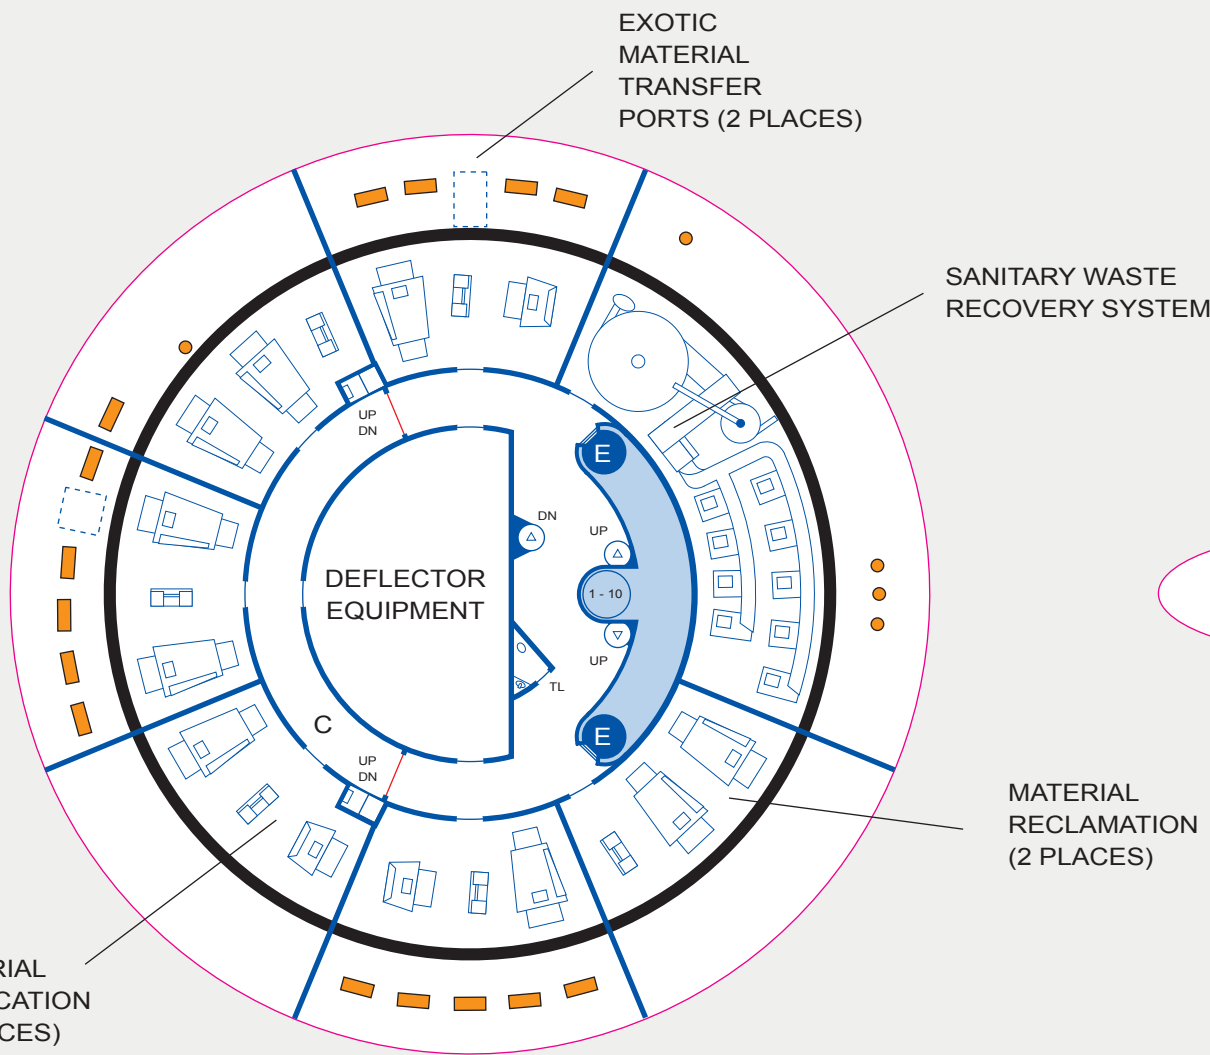 EXOTIC
MATERIAL
TRANSFER
PORTS (2 PLACES)
SANITARY WASTE
RECOVERY SYSTEM
UP
DN
E
DN
UP
DEFLECTOR
EQUIPMENT
1 - 10
UP
TL
C
E
UP
DN
MATERIAL
RECLAMATION
(2 PLACES)
RIAL
CATION
CES)